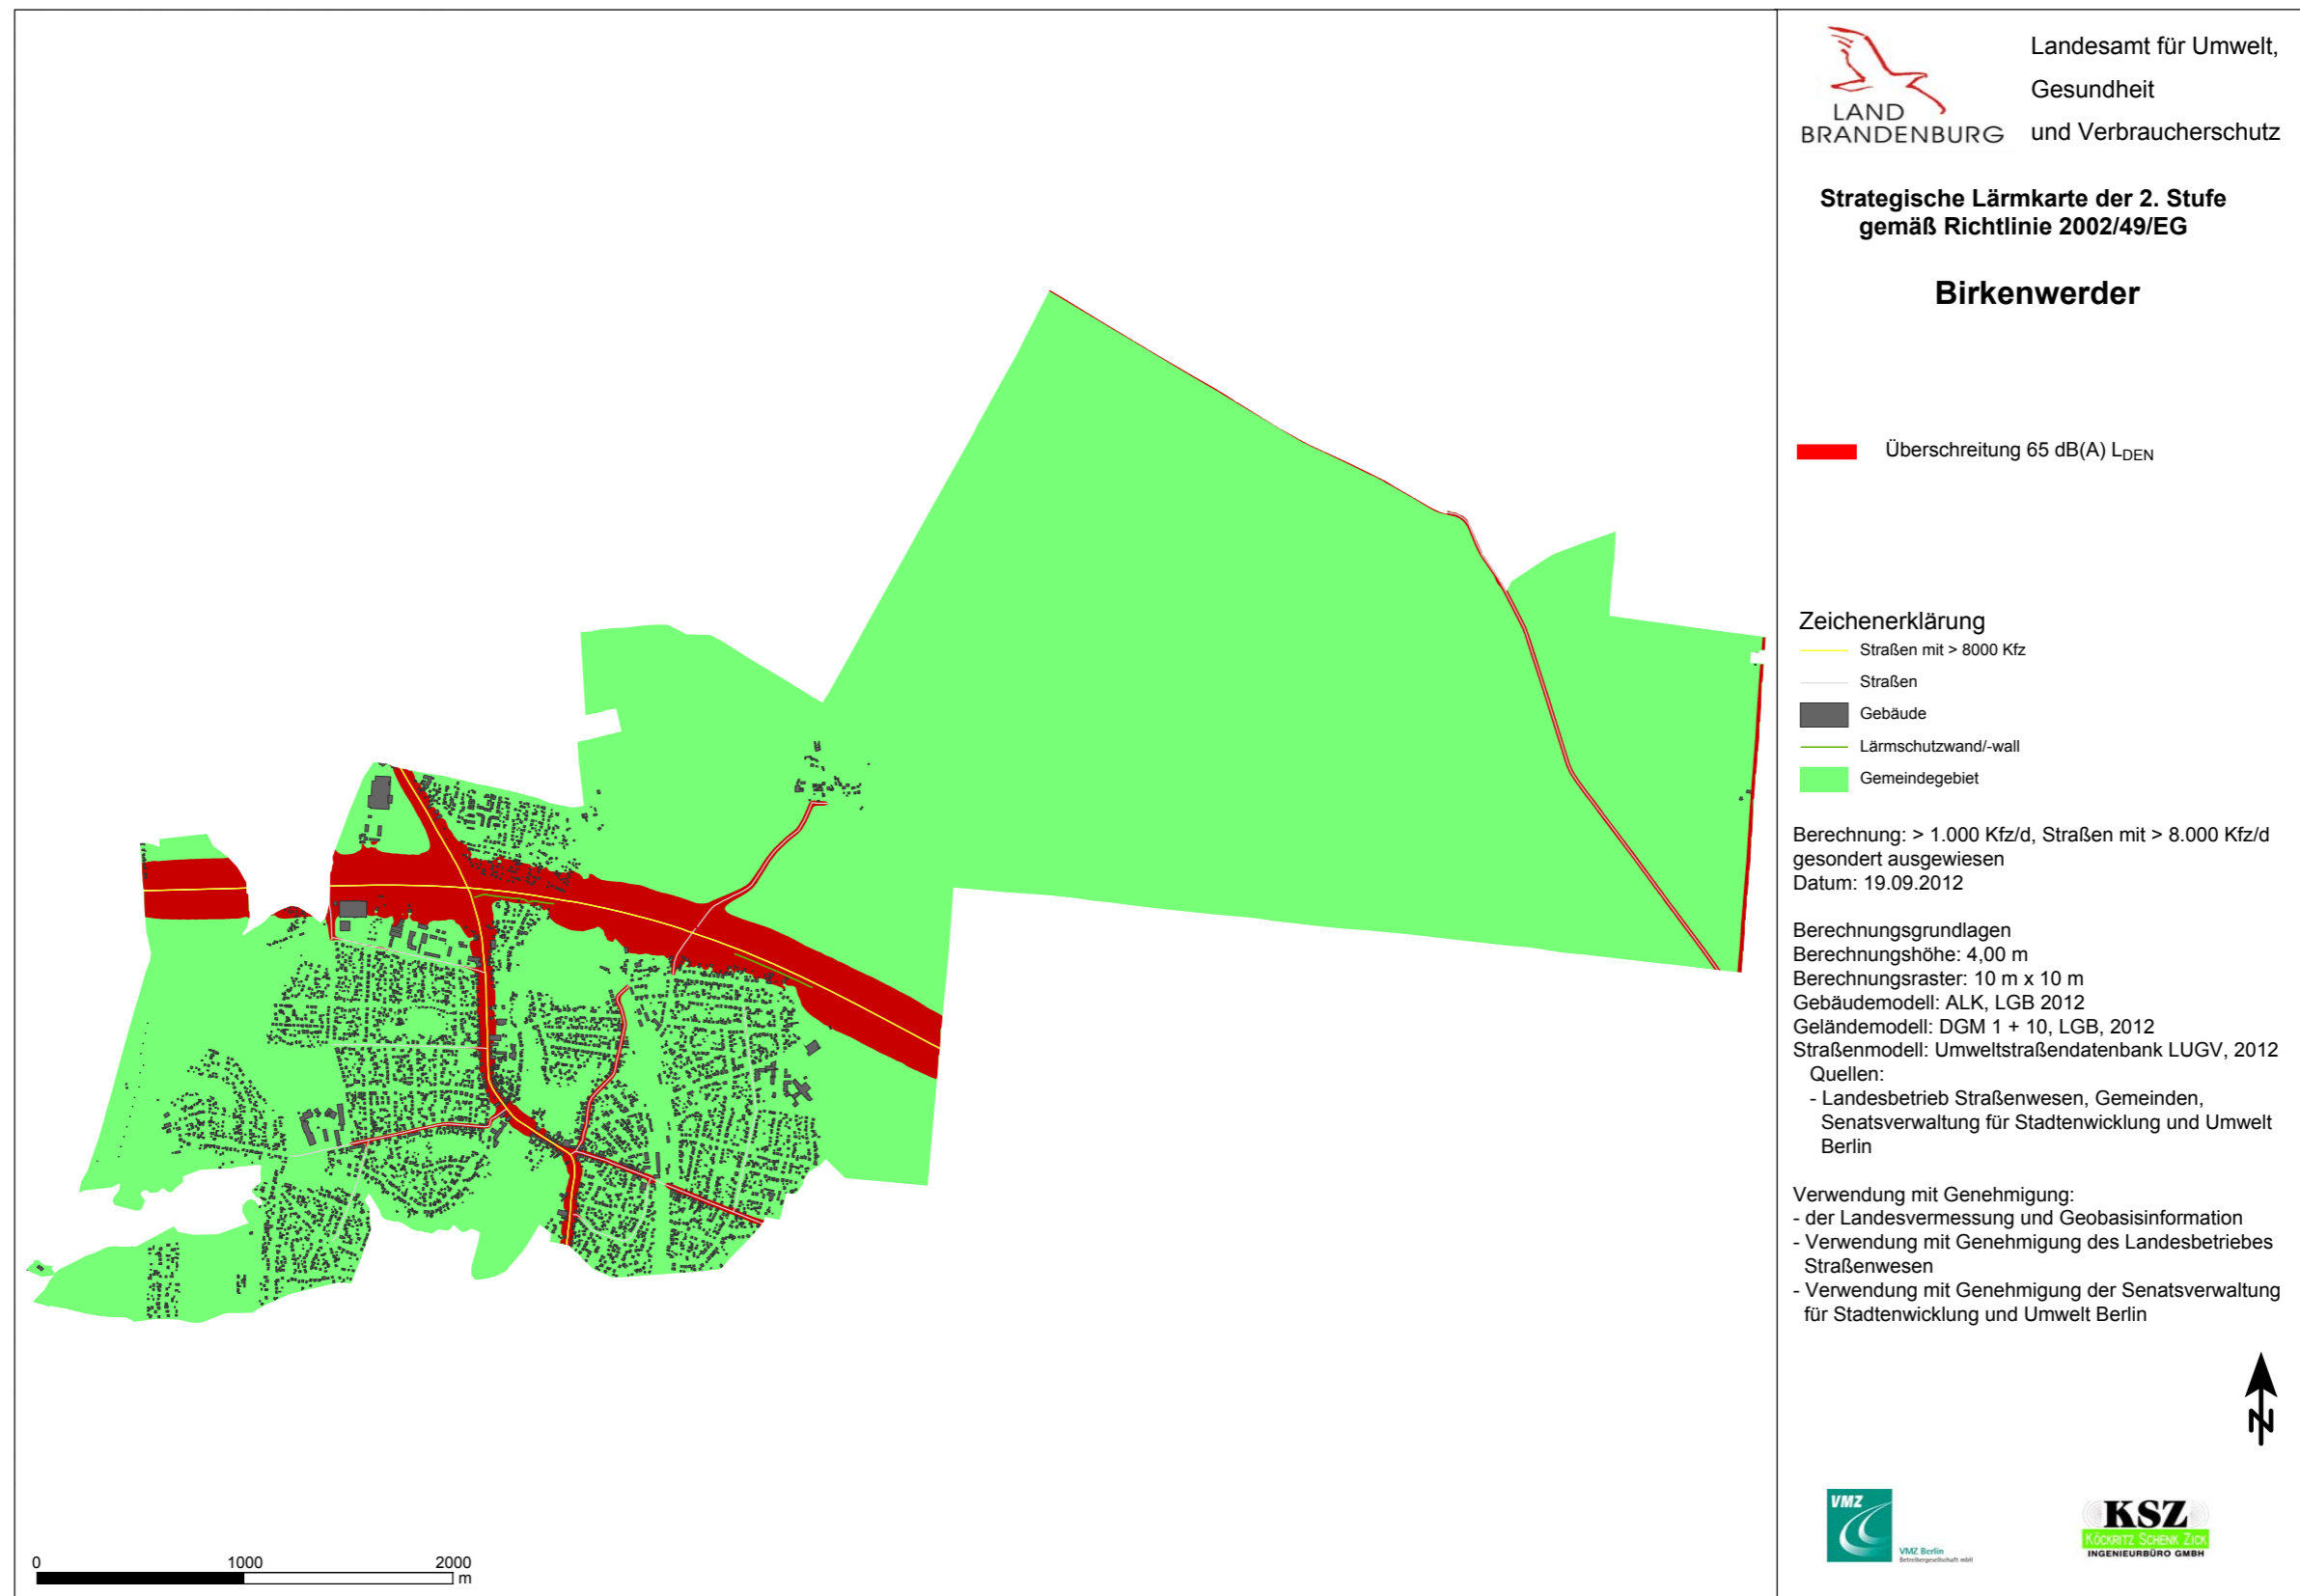 LAND
BRANDENBURG
Landesamt für Umwelt,
Gesundheit
und Verbraucherschutz
Strategische Lärmkarte der 2. Stufe
gemäß Richtlinie 2002/49/EG
Birkenwerder
Überschreitung 65 dB(A) LDEN
Zeichenerklärung
Straßen mit > 8000 Kfz
Straßen
Gebäude
Lärmschutzwand/-wall
Gemeindegebiet
Berechnung: > 1.000 Kfz/d, Straßen mit > 8.000 Kfz/d
gesondert ausgewiesen
Datum: 19.09.2012
Berechnungsgrundlagen
Berechnungshöhe: 4,00 m
Berechnungsraster: 10 m x 10 m
Gebäudemodell: ALK, LGB 2012
Geländemodell: DGM 1 + 10, LGB, 2012
Straßenmodell: Umweltstraßendatenbank LUGV, 2012
Quellen:
- Landesbetrieb Straßenwesen, Gemeinden,
Senatsverwaltung für Stadtenwicklung und Umwelt
Berlin
Verwendung mit Genehmigung:
- der Landesvermessung und Geobasisinformation
- Verwendung mit Genehmigung des Landesbetriebes
Straßenwesen
- Verwendung mit Genehmigung der Senatsverwaltung
für Stadtenwicklung und Umwelt Berlin
N
VMZ
VMZ Berlin
Betreibergesellschaft mbH
KSZ
KÖCKRITZ SCHENK ZICK
INGENIEURBÜRO GMBH
0 1000 2000
m